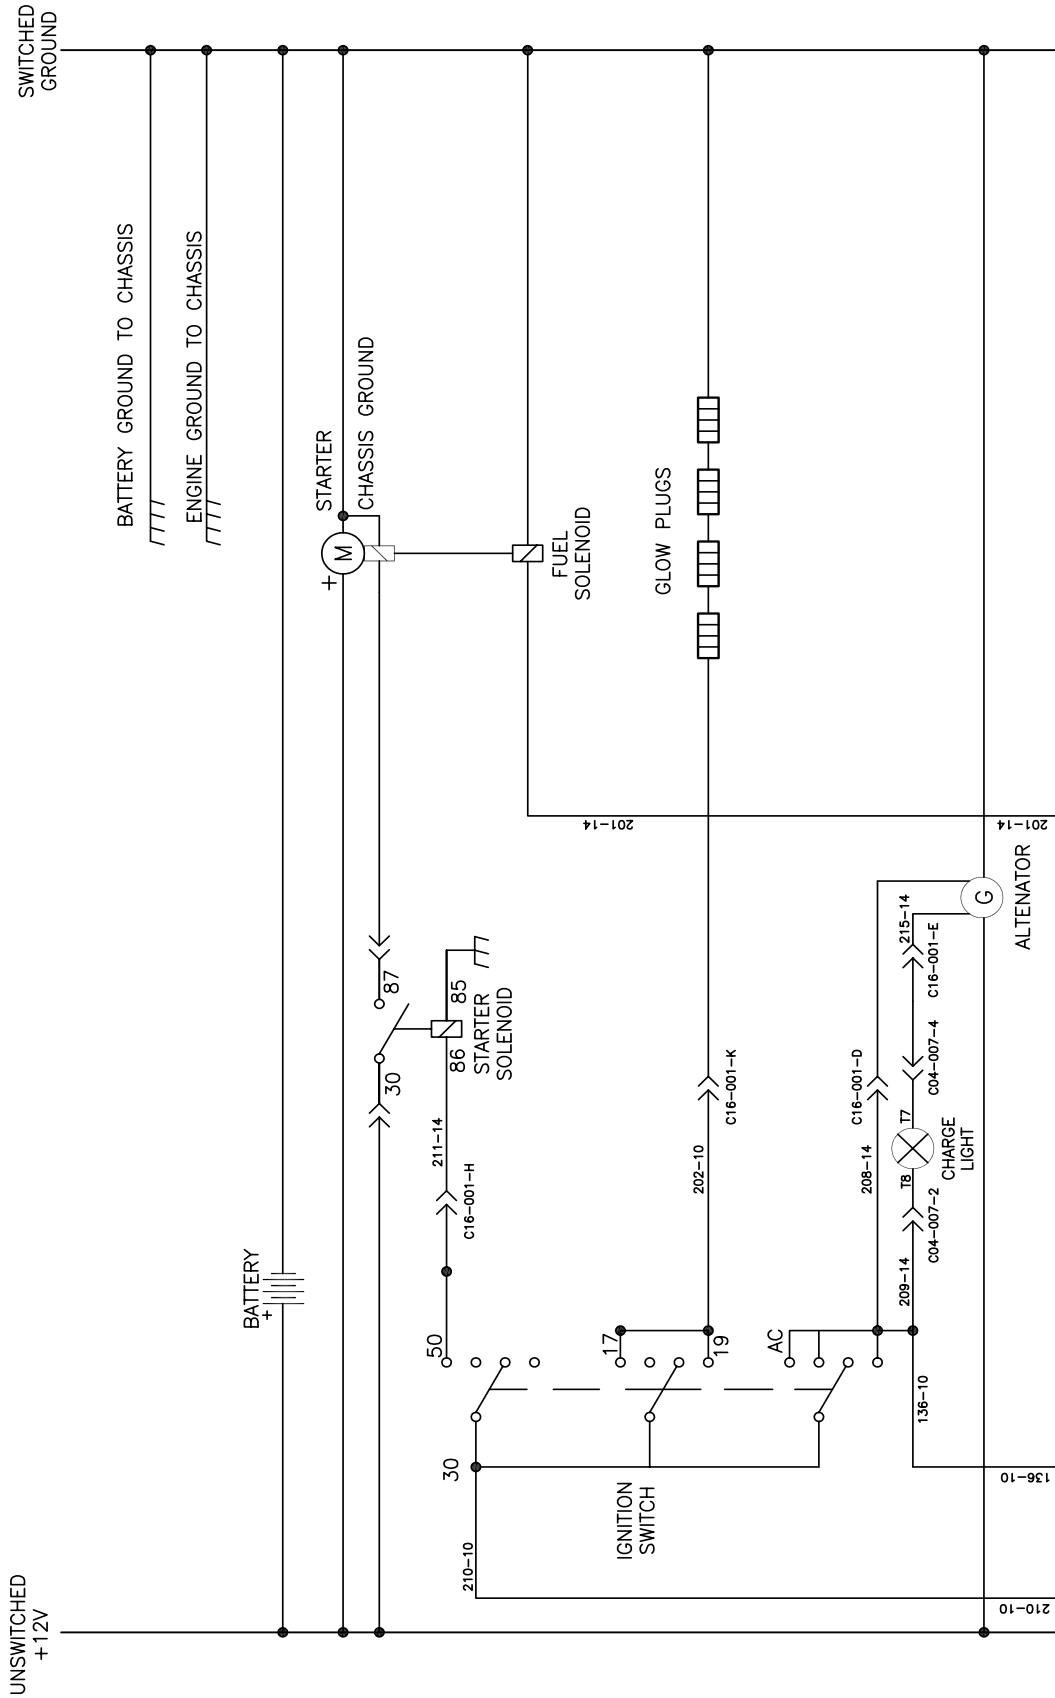 SWITCHED
GROUND
BATTERY GROUND TO CHASSIS
ENGINE GROUND TO CHASSIS
STARTER
CHASSIS GROUND
+
M
FUEL
SOLENOID
GLOW PLUGS
201-14
201-14
ALTENATOR
G
215-14
C16-001-E
87
85
86
30
STARTER
SOLENOID
211-14
C16-001-H
C16-001-K
202-10
C16-001-D
208-14
C04-007-4
T7
CHARGE
LIGHT
T8
C04-007-2
209-14
BATTERY
+
50
17
19
AC
136-10
136-10
30
IGNITION
SWITCH
210-10
210-10
UNSWITCHED
+12V